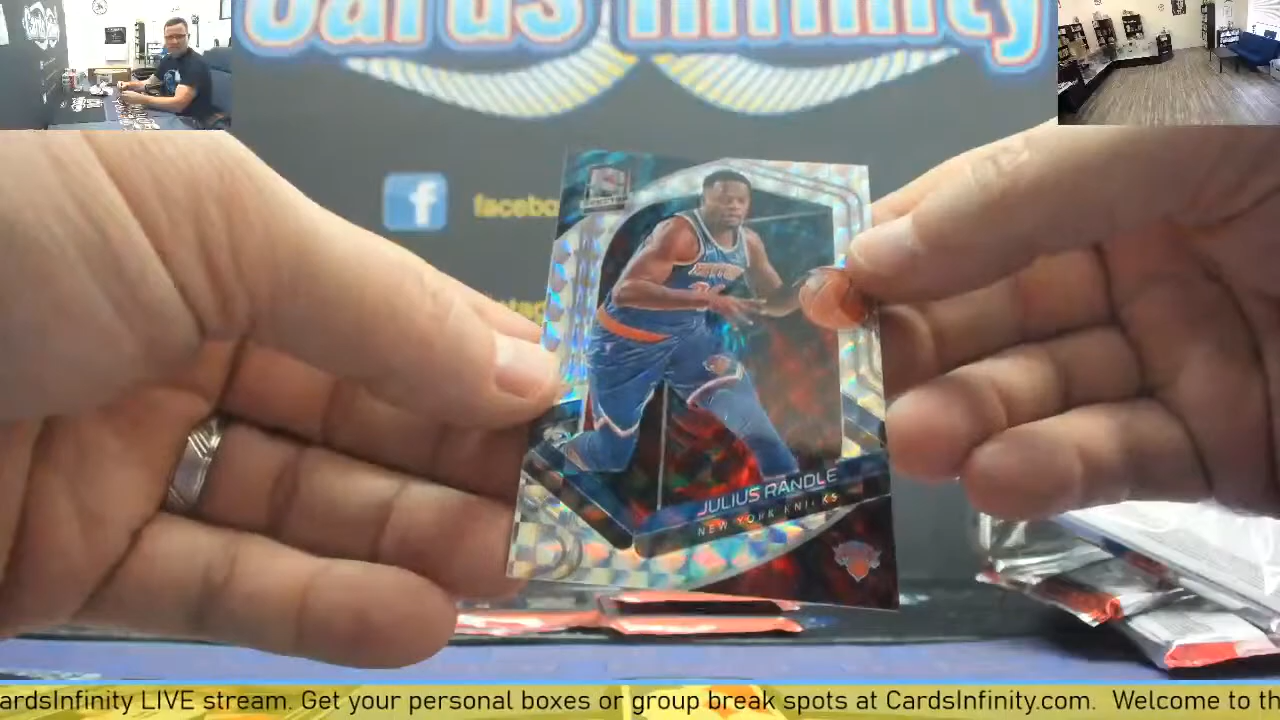 Cards Infinity
facebo
JULIUS RANDLE
NEW YORK KNICKS
ardsInfinity LIVE stream. Get your personal boxes or group break spots at CardsInfinity.com. Welcome to th